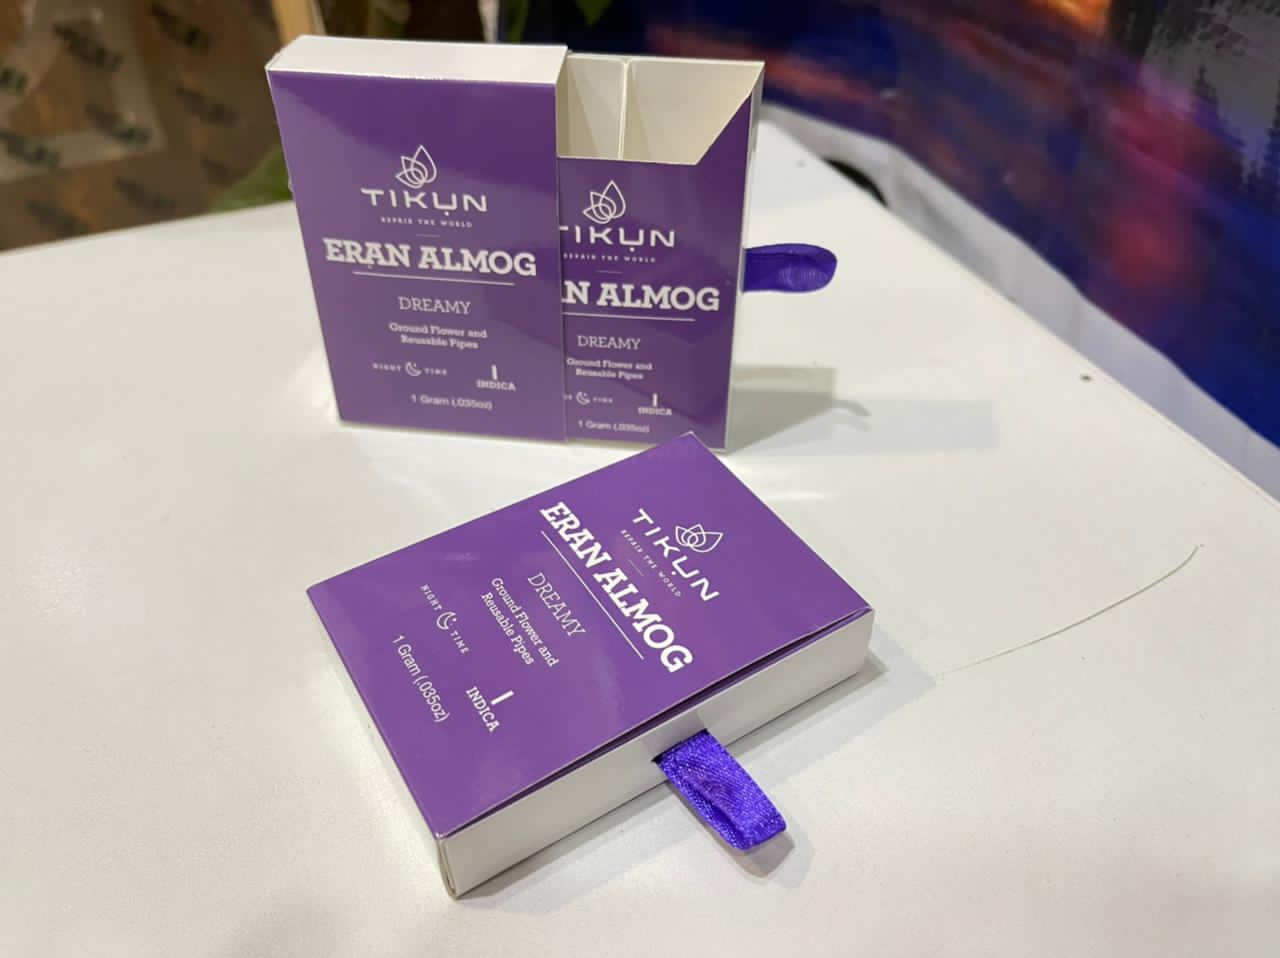 TIKUN
REPAIR THE WORLD
ERAN ALMOG
DREAMY
Ground Flower and
Reusable Pipes
NIGHT TIME
INDICA
1 Gram (.035oz)
TIKUN
REPAIR THE WORLD
N ALMOG
DREAMY
Ground Flower and
Reusable Pipes
TIME
INDICA
1 Gram (.035oz)
TIKUN
REPAIR THE WORLD
ERAN ALMOG
DREAMY
Ground Flower and
Reusable Pipes
NIGHT TIME
INDICA
1 Gram (.035oz)